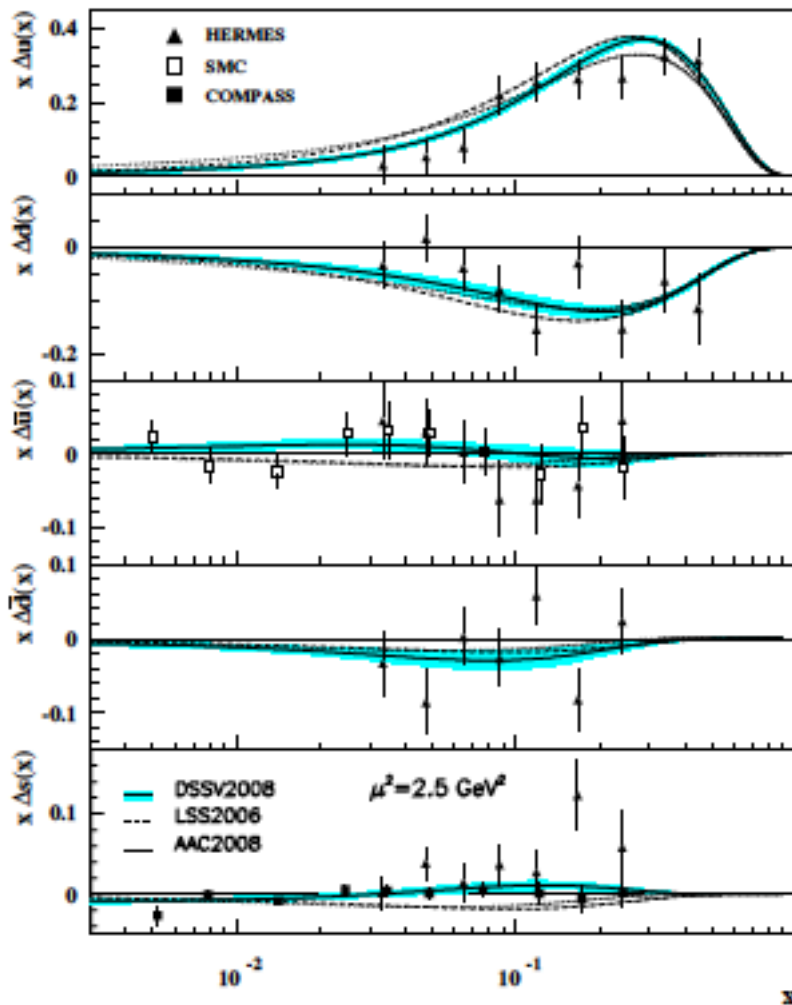 x Δu(x)
0.4
0.2
0
HERMES
SMC
COMPASS
x Δd(x)
0
-0.2
x Δū(x)
0.1
0
-0.1
x Δd̄(x)
0.1
0
-0.1
x Δs(x)
0.1
0
DSSV2008
LSS2006
AAC2008
μ²=2.5 GeV²
10⁻²
10⁻¹
x